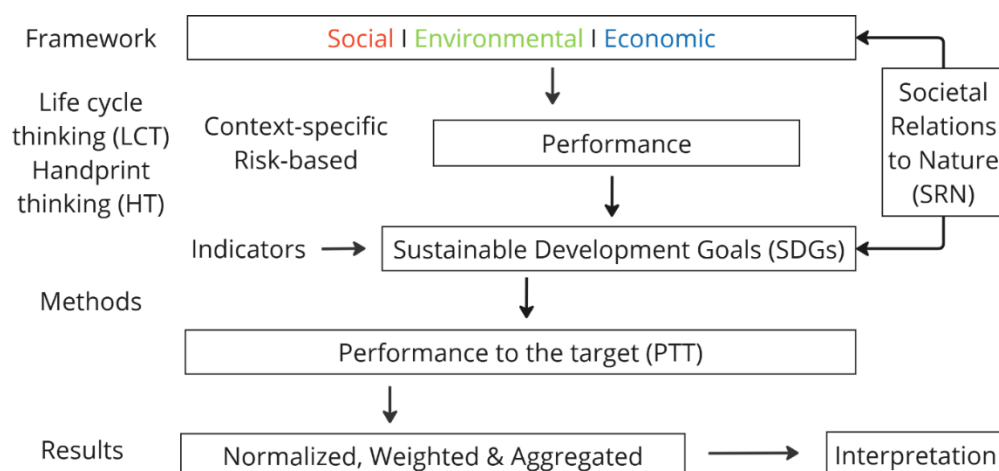 Framework
Social I Environmental I Economic
Life cycle
thinking (LCT)
Handprint
thinking (HT)
Context-specific
Risk-based
Performance
Societal
Relations
to Nature
(SRN)
Indicators
Sustainable Development Goals (SDGs)
Methods
Performance to the target (PTT)
Results
Normalized, Weighted & Aggregated
Interpretation